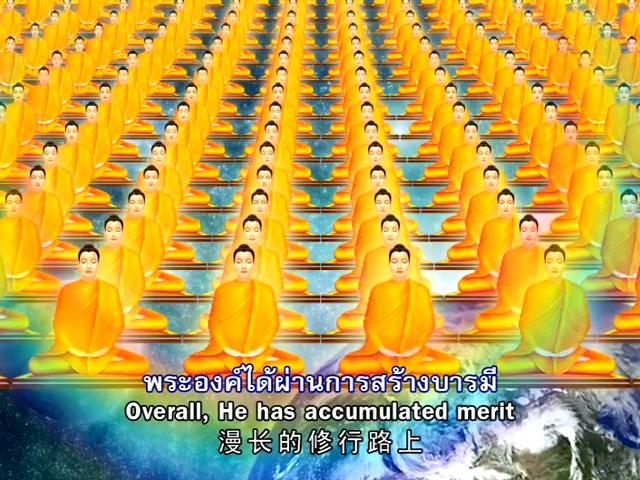 พระองค์ได้ผ่านการสร้างบารมี
Overall, He has accumulated merit
漫长的修行路上